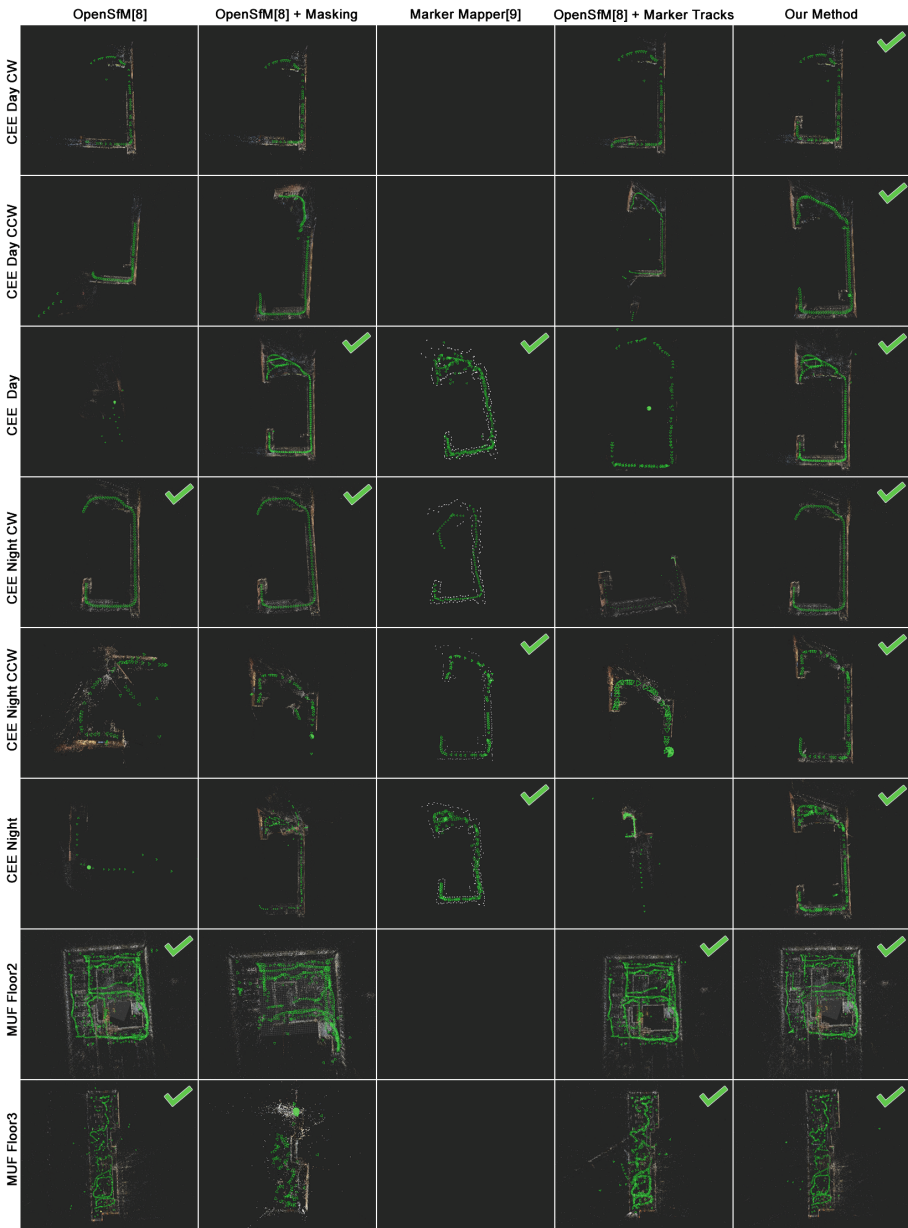 OpenSfM[8]
OpenSfM[8] + Masking
Marker Mapper[9]
OpenSfM[8] + Marker Tracks
Our Method
CEE Day CW
CEE Day CCW
CEE Day
CEE Night CW
CEE Night CCW
CEE Night
MUF Floor2
MUF Floor3